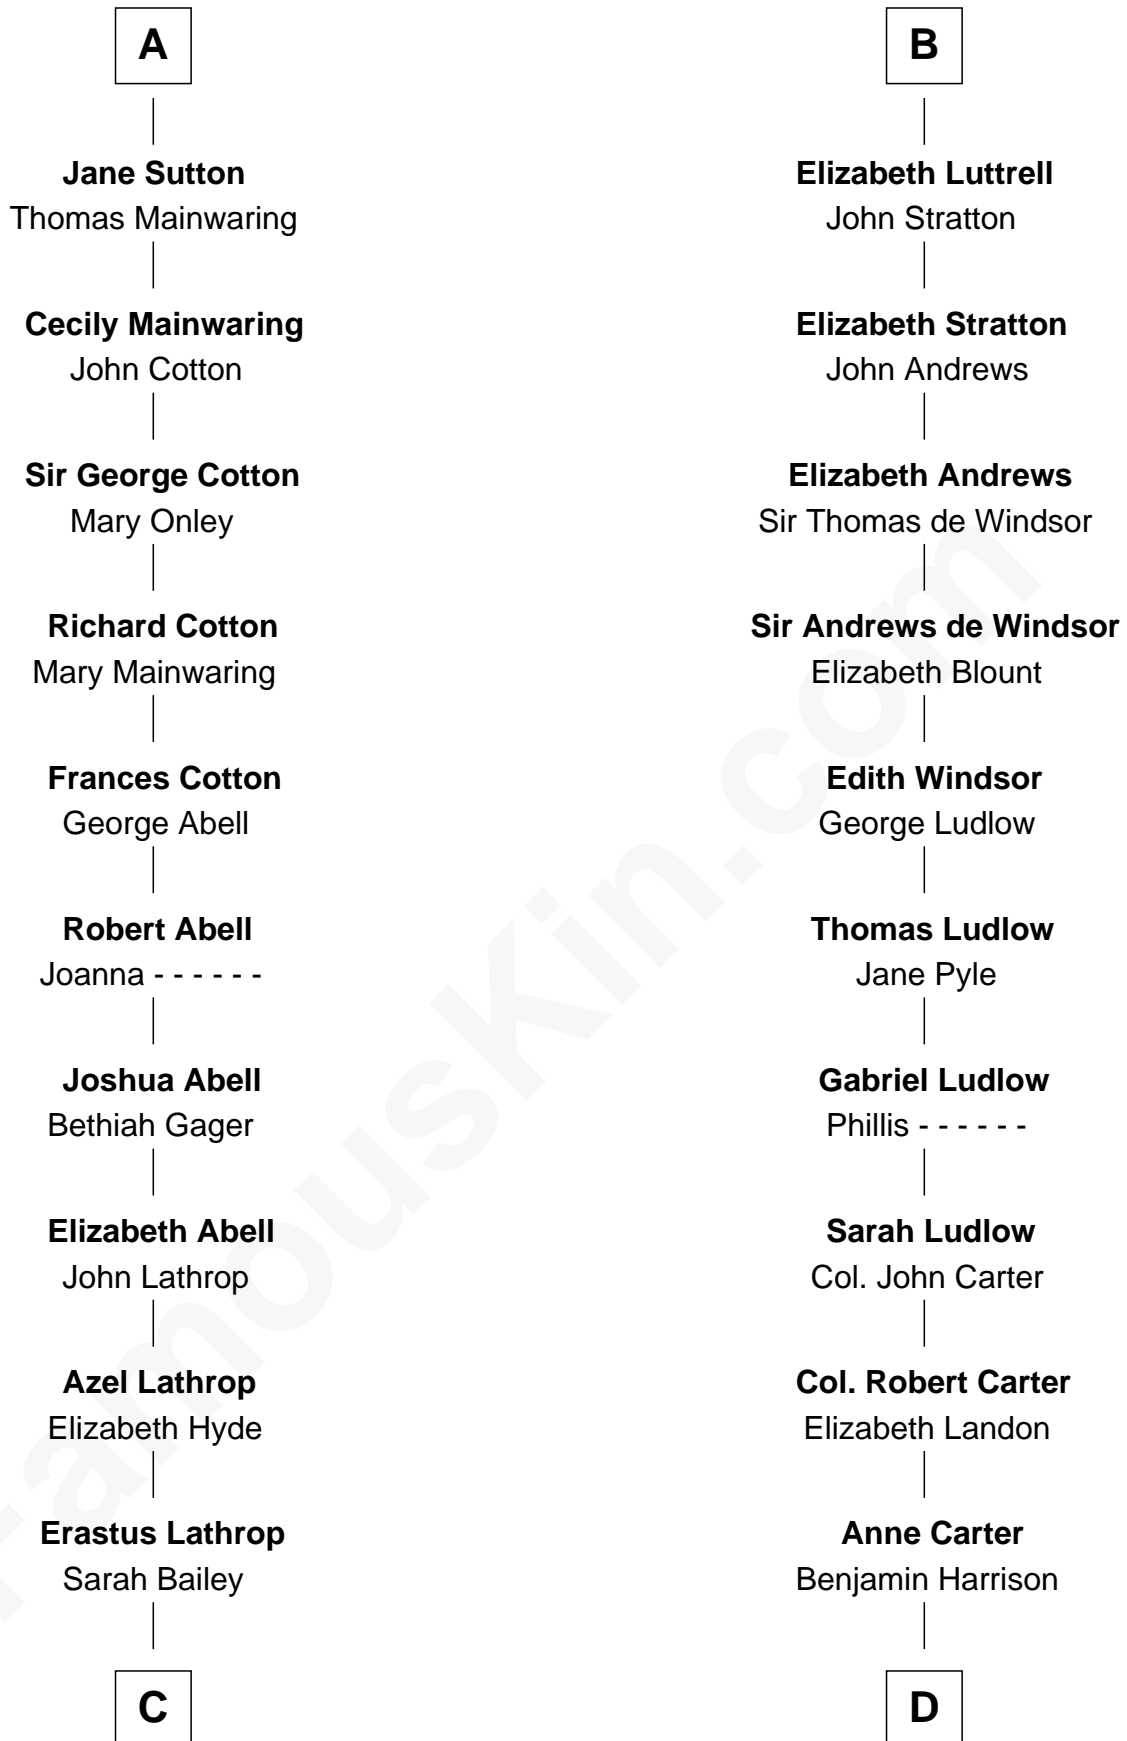 A
Jane Sutton
Thomas Mainwaring
Cecily Mainwaring
John Cotton
Sir George Cotton
Mary Onley
Richard Cotton
Mary Mainwaring
Frances Cotton
George Abell
Robert Abell
Joanna - - - - - -
Joshua Abell
Bethiah Gager
Elizabeth Abell
John Lathrop
Azel Lathrop
Elizabeth Hyde
Erastus Lathrop
Sarah Bailey
C
B
Elizabeth Luttrell
John Stratton
Elizabeth Stratton
John Andrews
Elizabeth Andrews
Sir Thomas de Windsor
Sir Andrews de Windsor
Elizabeth Blount
Edith Windsor
George Ludlow
Thomas Ludlow
Jane Pyle
Gabriel Ludlow
Phillis - - - - - -
Sarah Ludlow
Col. John Carter
Col. Robert Carter
Elizabeth Landon
Anne Carter
Benjamin Harrison
D
FamousKin.com